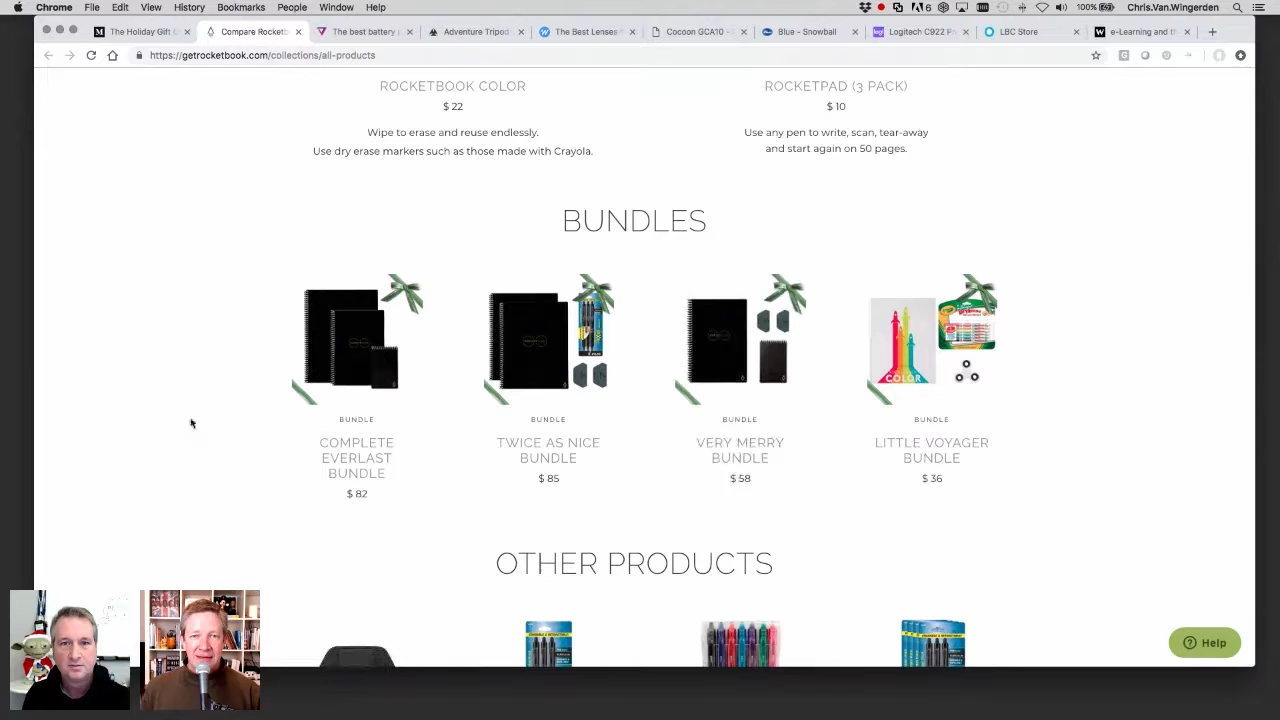 Chrome File Edit View History Bookmarks People Window Help
6 100% Chris.Van.Wingerden
The Holiday Gift G Compare Rocketb The best battery Adventure Tripod The Best Lenses Cocoon GCA10 - Blue - Snowball Logitech C922 Pr LBC Store e-Learning and th
https://getrocketbook.com/collections/all-products
ROCKETBOOK COLOR
$ 22
Wipe to erase and reuse endlessly.
Use dry erase markers such as those made with Crayola.
ROCKETPAD (3 PACK)
$ 10
Use any pen to write, scan, tear-away
and start again on 50 pages.
BUNDLES
COLOR
BUNDLE
COMPLETE
EVERLAST
BUNDLE
$ 82
BUNDLE
TWICE AS NICE
BUNDLE
$ 85
BUNDLE
VERY MERRY
BUNDLE
$ 58
BUNDLE
LITTLE VOYAGER
BUNDLE
$ 36
OTHER PRODUCTS
Help